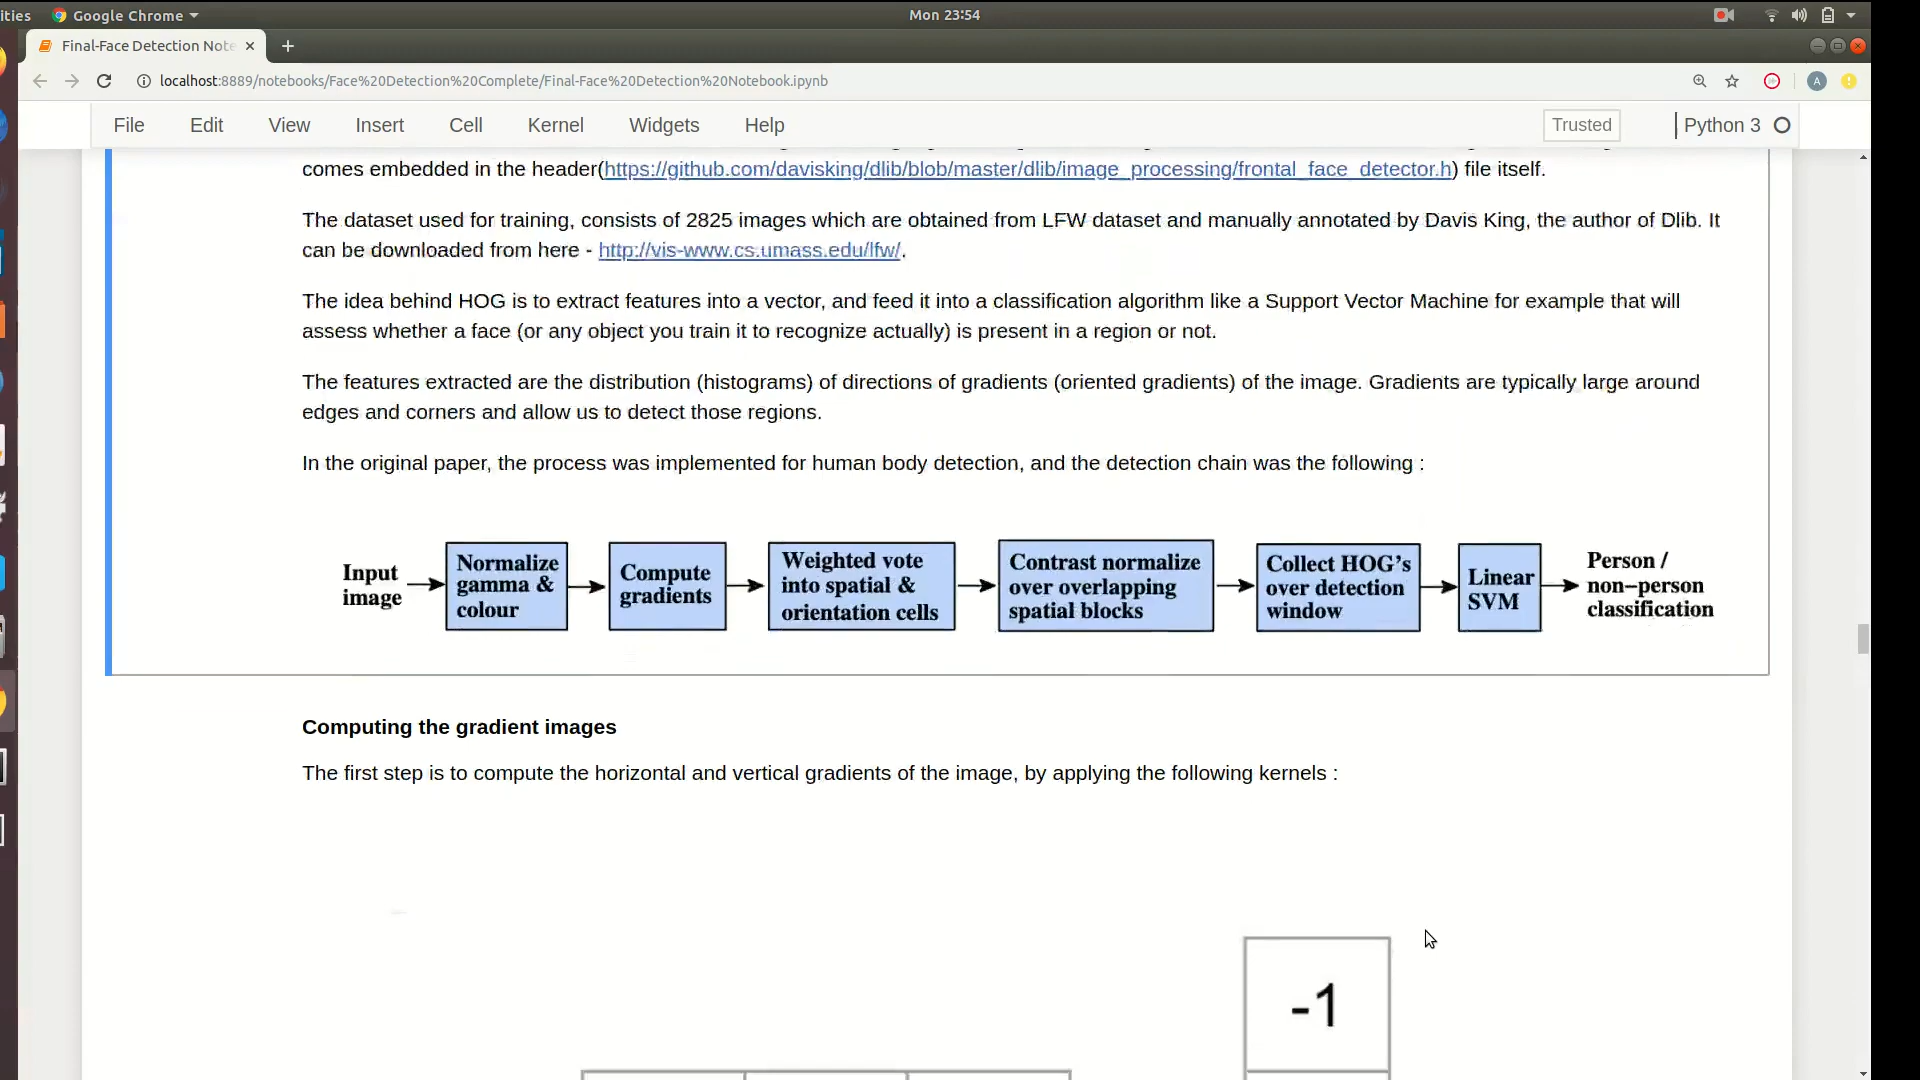 ities Google Chrome Mon 23:54
Final-Face Detection Note
localhost:8889/notebooks/Face%20Detection%20Complete/Final-Face%20Detection%20Notebook.ipynb A
File Edit View Insert Cell Kernel Widgets Help Trusted Python 3
comes embedded in the header(https://github.com/davisking/dlib/blob/master/dlib/image_processing/frontal_face_detector.h) file itself.
The dataset used for training, consists of 2825 images which are obtained from LFW dataset and manually annotated by Davis King, the author of Dlib. It
can be downloaded from here - http://vis-www.cs.umass.edu/lfw/.
The idea behind HOG is to extract features into a vector, and feed it into a classification algorithm like a Support Vector Machine for example that will
assess whether a face (or any object you train it to recognize actually) is present in a region or not.
The features extracted are the distribution (histograms) of directions of gradients (oriented gradients) of the image. Gradients are typically large around
edges and corners and allow us to detect those regions.
In the original paper, the process was implemented for human body detection, and the detection chain was the following :
Input
image
Normalize
gamma &
colour
Compute
gradients
Weighted vote
into spatial &
orientation cells
Contrast normalize
over overlapping
spatial blocks
Collect HOG's
over detection
window
Linear
SVM
Person /
non–person
classification
Computing the gradient images
The first step is to compute the horizontal and vertical gradients of the image, by applying the following kernels :
-1